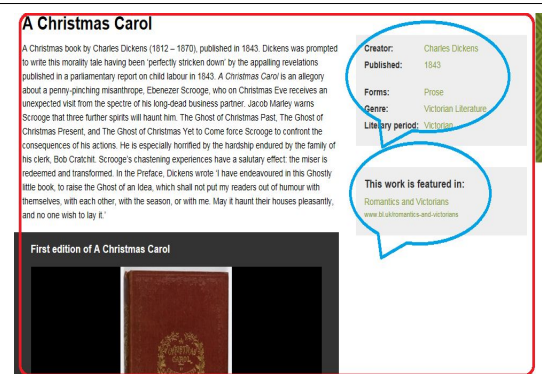 A Christmas Carol
A Christmas book by Charles Dickens (1812 – 1870), published in 1843. Dickens was prompted
to write this morality tale having been 'perfectly stricken down' by the appalling revelations
published in a parliamentary report on child labour in 1843. A Christmas Carol is an allegory
about a penny-pinching misanthrope, Ebenezer Scrooge, who on Christmas Eve receives an
unexpected visit from the spectre of his long-dead business partner. Jacob Marley warns
Scrooge that three further spirits will haunt him. The Ghost of Christmas Past, The Ghost of
Christmas Present, and The Ghost of Christmas Yet to Come force Scrooge to confront the
consequences of his actions. He is especially horrified by the hardship endured by the family of
his clerk, Bob Cratchit. Scrooge's chastening experiences have a salutary effect: the miser is
redeemed and transformed. In the Preface, Dickens wrote 'I have endeavoured in this Ghostly
little book, to raise the Ghost of an Idea, which shall not put my readers out of humour with
themselves, with each other, with the season, or with me. May it haunt their houses pleasantly,
and no one wish to lay it.'
Creator: Charles Dickens
Published: 1843
Forms: Prose
Genre: Victorian Literature
Literary period: Victorian
This work is featured in:
Romantics and Victorians
www.bl.uk/romantics-and-victorians
First edition of A Christmas Carol
CHRISTMAS
CAROL